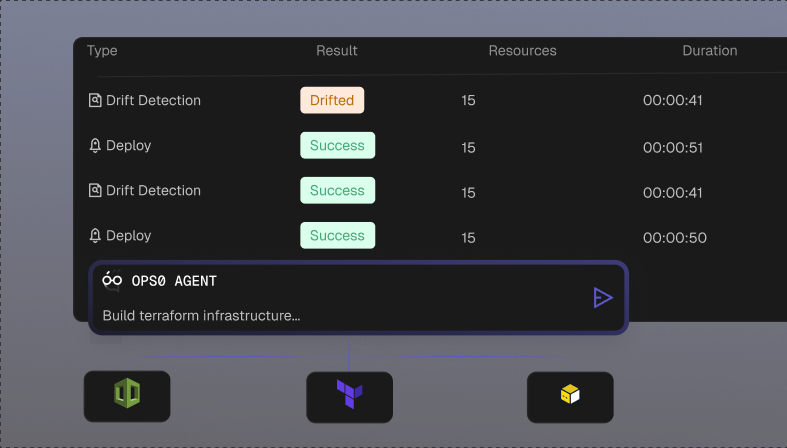 Type Result Resources Duration
Drift Detection Drifted 15 00:00:41
Deploy Success 15 00:00:51
Drift Detection Success 15 00:00:41
Deploy Success 15 00:00:50
OPS0 AGENT
Build terraform infrastructure...